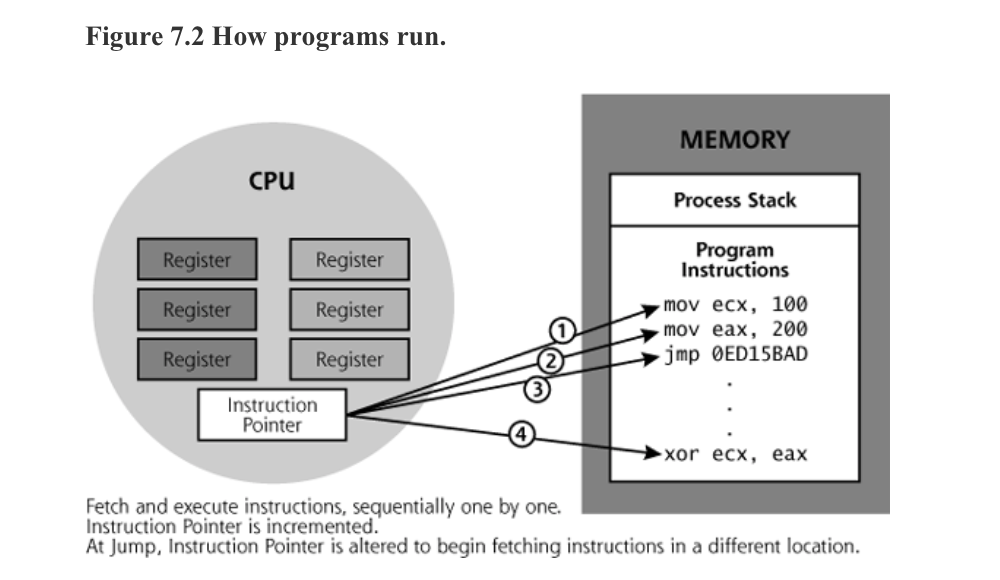 Figure 7.2 How programs run.
MEMORY
CPU
Process Stack
Program
Instructions
Register
Register
Register
Register
Register
Register
Instruction
Pointer
1
2
3
4
mov ecx, 100
mov eax, 200
jmp 0ED15BAD
.
.
.
xor ecx, eax
Fetch and execute instructions, sequentially one by one.
Instruction Pointer is incremented.
At Jump, Instruction Pointer is altered to begin fetching instructions in a different location.